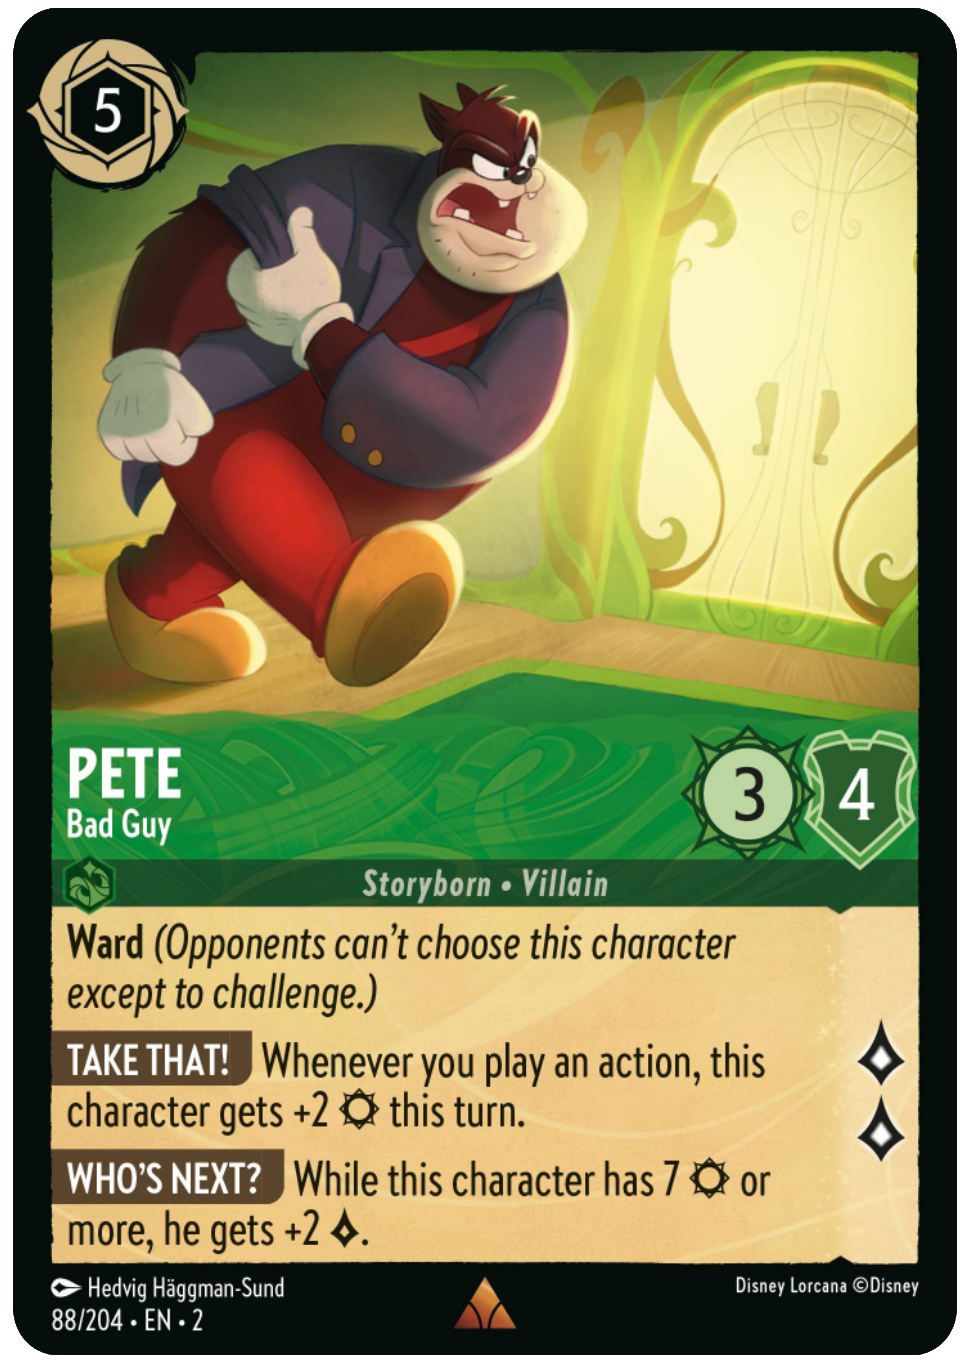 5
PETE
Bad Guy
3
4
Storyborn • Villain
Ward (Opponents can't choose this character
except to challenge.)
TAKE THAT! Whenever you play an action, this
character gets +2 this turn.
WHO'S NEXT? While this character has 7 or
more, he gets +2 .
Hedvig Häggman-Sund
88/204 • EN • 2
Disney Lorcana ©Disney